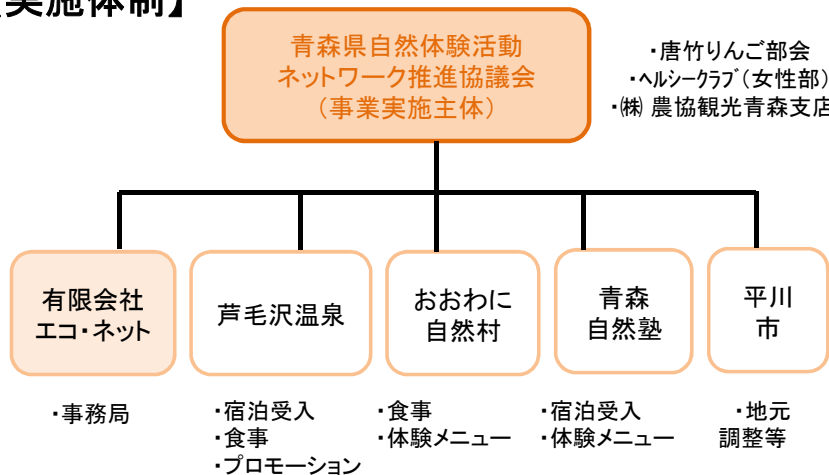 【実施体制】
青森県自然体験活動
ネットワーク推進協議会
（事業実施主体）
・唐竹りんご部会
・ヘルシークラブ（女性部）
・㈱ 農協観光青森支店
有限会社
エコ・ネット
芦毛沢温泉
おおわに
自然村
青森
自然塾
平川
市
・事務局
・宿泊受入
・食事
・プロモーション
・食事
・体験メニュー
・宿泊受入
・体験メニュー
・地元
調整等